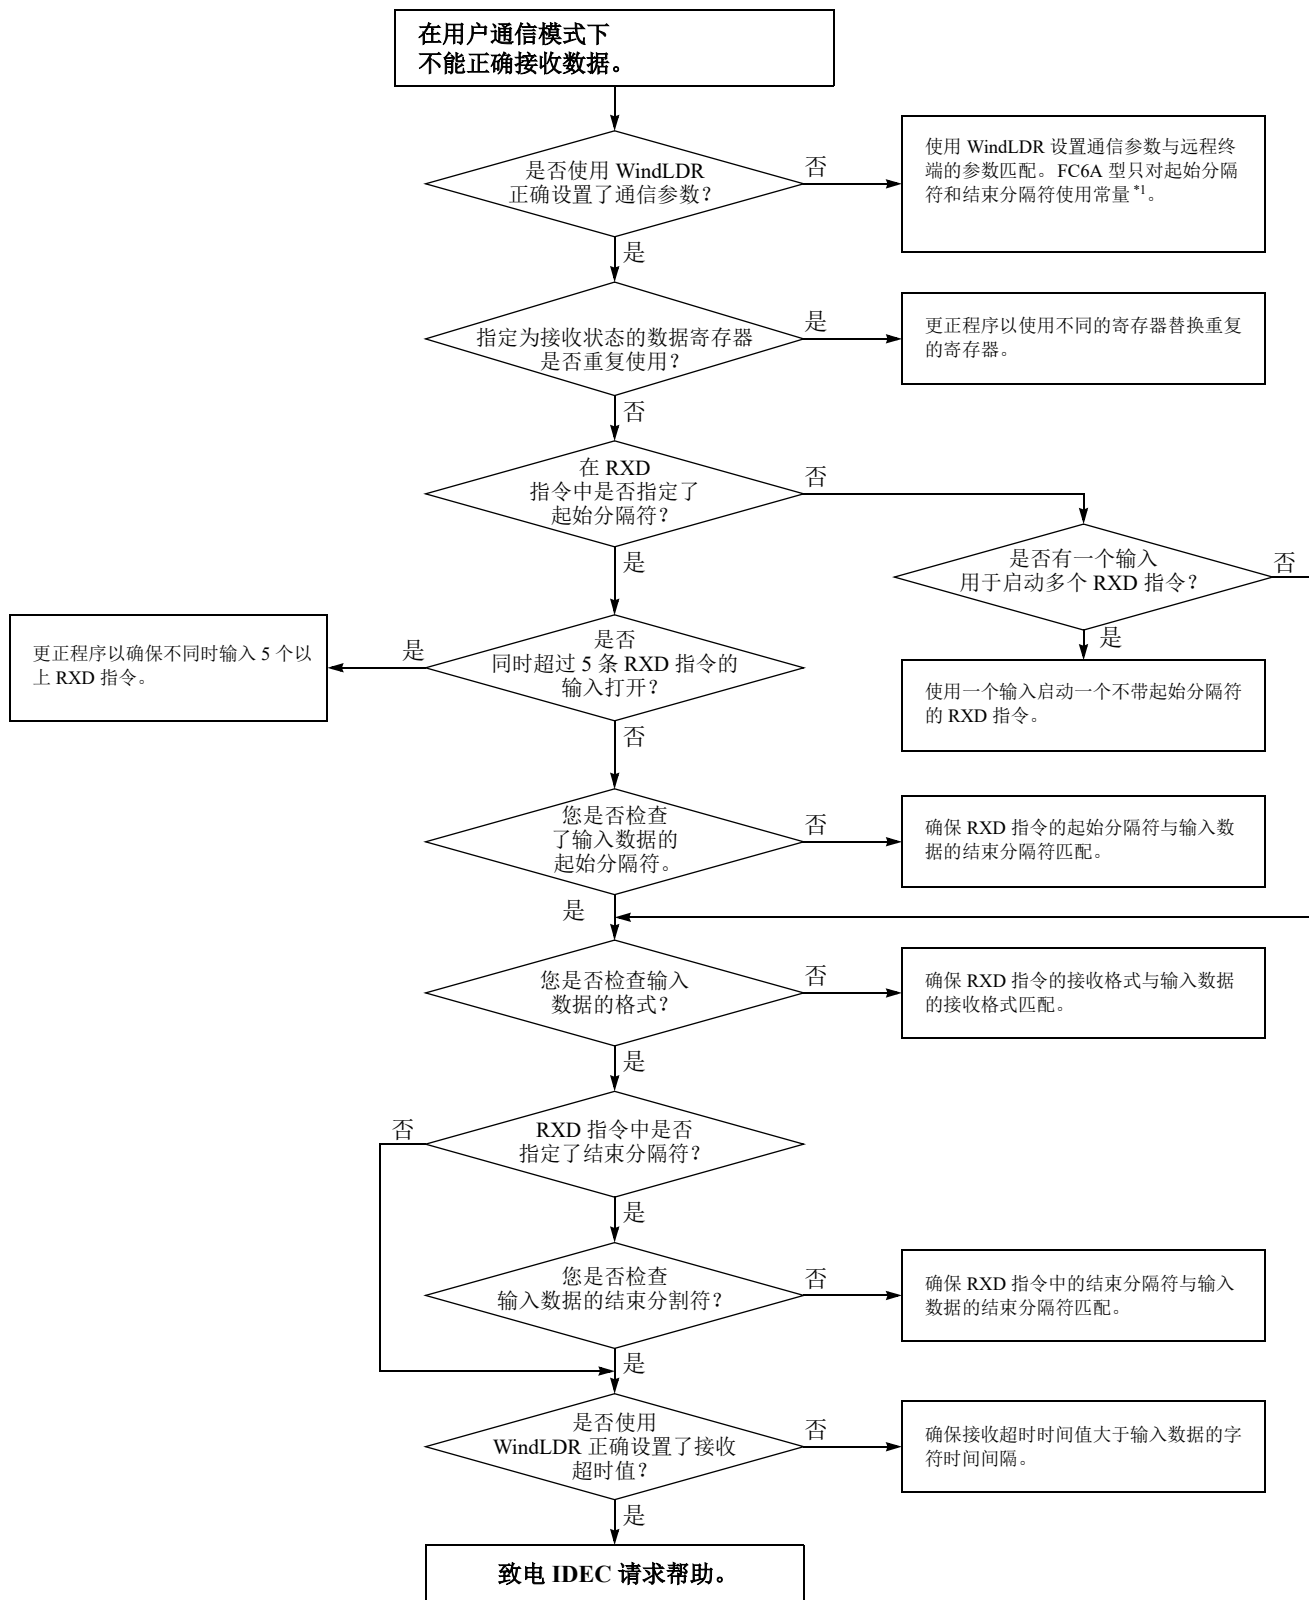 在用户通信模式下
不能正确接收数据。
是否使用 WindLDR
正确设置了通信参数？
否
使用 WindLDR 设置通信参数与远程终
端的参数匹配。FC6A 型只对起始分隔
符和结束分隔符使用常量 *1。
是
指定为接收状态的数据寄存器
是否重复使用？
是
更正程序以使用不同的寄存器替换重复
的寄存器。
否
在 RXD
指令中是否指定了
起始分隔符？
否
是否有一个输入
用于启动多个 RXD 指令？
否
是
使用一个输入启动一个不带起始分隔符
的 RXD 指令。
是
是否
同时超过 5 条 RXD 指令的
输入打开？
是
更正程序以确保不同时输入 5 个以
上 RXD 指令。
否
您是否检查
了输入数据的
起始分隔符。
否
确保 RXD 指令的起始分隔符与输入数
据的结束分隔符匹配。
是
您是否检查输入
数据的格式？
否
确保 RXD 指令的接收格式与输入数据
的接收格式匹配。
是
RXD 指令中是否
指定了结束分隔符？
否
是
您是否检查
输入数据的结束分割符？
否
确保 RXD 指令中的结束分隔符与输入
数据的结束分隔符匹配。
是
是否使用
WindLDR 正确设置了接收
超时值？
否
确保接收超时时间值大于输入数据的字
符时间间隔。
是
致电 IDEC 请求帮助。